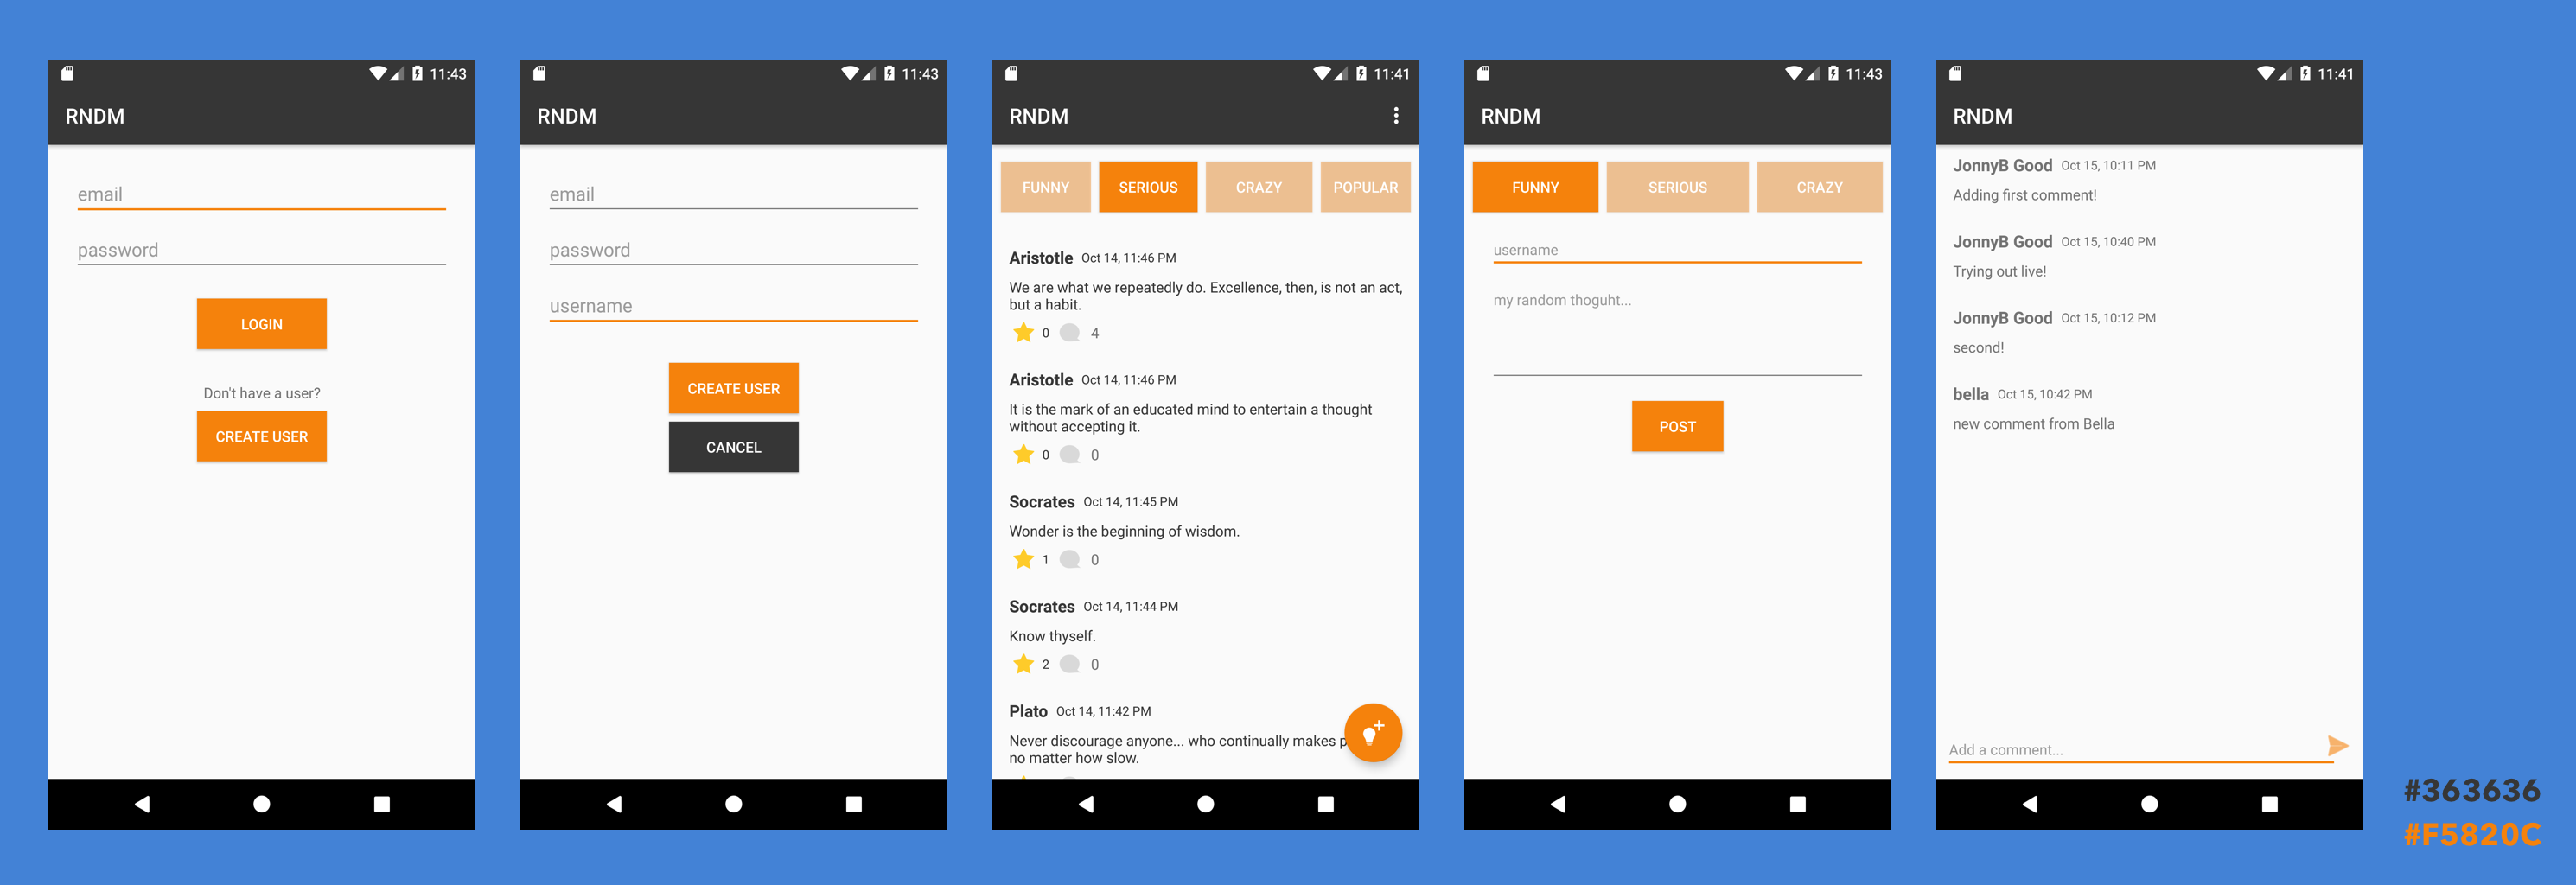 11:43
RNDM
email
password
LOGIN
Don't have a user?
CREATE USER
11:43
RNDM
email
password
username
CREATE USER
CANCEL
11:41
RNDM
FUNNY SERIOUS CRAZY POPULAR
Aristotle Oct 14, 11:46 PM
We are what we repeatedly do. Excellence, then, is not an act,
but a habit.
0 4
Aristotle Oct 14, 11:46 PM
It is the mark of an educated mind to entertain a thought
without accepting it.
0 0
Socrates Oct 14, 11:45 PM
Wonder is the beginning of wisdom.
1 0
Socrates Oct 14, 11:44 PM
Know thyself.
2 0
Plato Oct 14, 11:42 PM
Never discourage anyone... who continually makes p
no matter how slow.
11:43
RNDM
FUNNY SERIOUS CRAZY
username
my random thoguht...
POST
11:41
RNDM
JonnyB Good Oct 15, 10:11 PM
Adding first comment!
JonnyB Good Oct 15, 10:40 PM
Trying out live!
JonnyB Good Oct 15, 10:12 PM
second!
bella Oct 15, 10:42 PM
new comment from Bella
Add a comment...
#363636
#F5820C